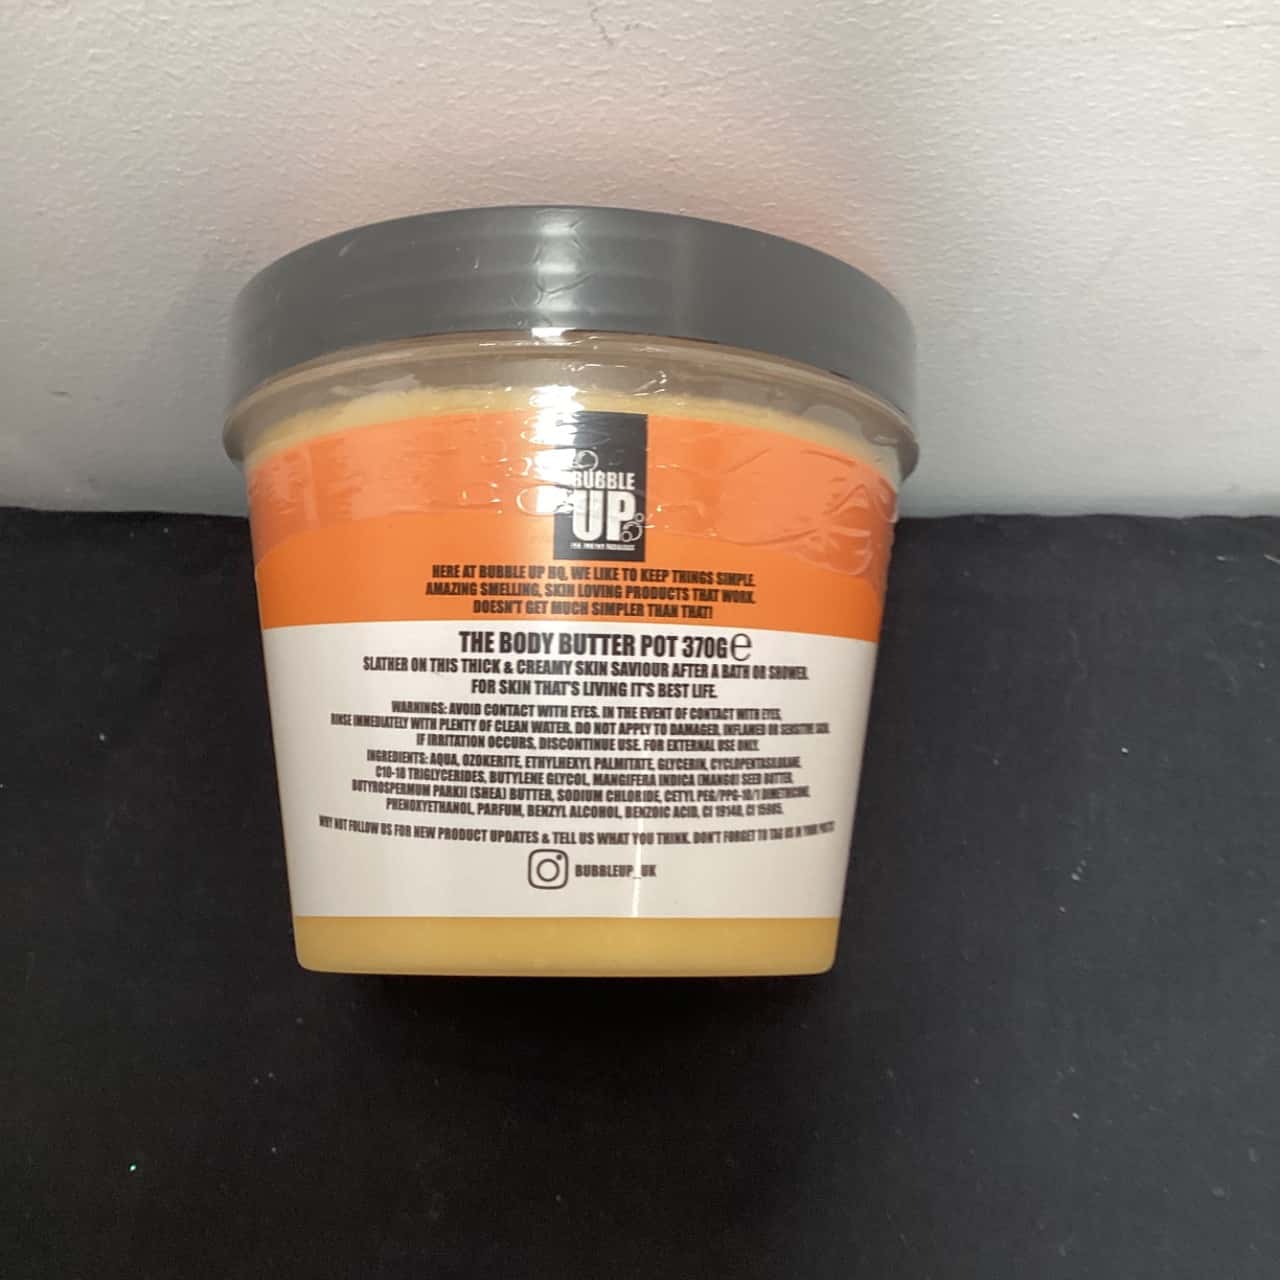 BUBBLE
UP
HERE AT BUBBLE UP HQ, WE LIKE TO KEEP THINGS SIMPLE.
AMAZING SMELLING, SKIN LOVING PRODUCTS THAT WORK.
DOESN'T GET MUCH SIMPLER THAN THAT!
THE BODY BUTTER POT 370G℮
SLATHER ON THIS THICK & CREAMY SKIN SAVIOUR AFTER A BATH OR SHOWER.
FOR SKIN THAT'S LIVING IT'S BEST LIFE.
WARNINGS: AVOID CONTACT WITH EYES. IN THE EVENT OF CONTACT WITH EYES,
RINSE IMMEDIATELY WITH PLENTY OF CLEAN WATER. DO NOT APPLY TO DAMAGED, INFLAMED OR SENSITIVE SKIN.
IF IRRITATION OCCURS, DISCONTINUE USE. FOR EXTERNAL USE ONLY.
INGREDIENTS: AQUA, OZOKERITE, ETHYLHEXYL PALMITATE, GLYCERIN, CYCLOPENTASILOXANE,
C10-18 TRIGLYCERIDES, BUTYLENE GLYCOL, MANGIFERA INDICA (MANGO) SEED BUTTER,
BUTYROSPERMUM PARKII (SHEA) BUTTER, SODIUM CHLORIDE, CETYL PEG/PPG-10/1 DIMETHICONE,
PHENOXYETHANOL, PARFUM, BENZYL ALCOHOL, BENZOIC ACID, CI 19140, CI 15985.
WHY NOT FOLLOW US FOR NEW PRODUCT UPDATES & TELL US WHAT YOU THINK. DON'T FORGET TO TAG US IN YOUR POSTS
BUBBLEUP_UK